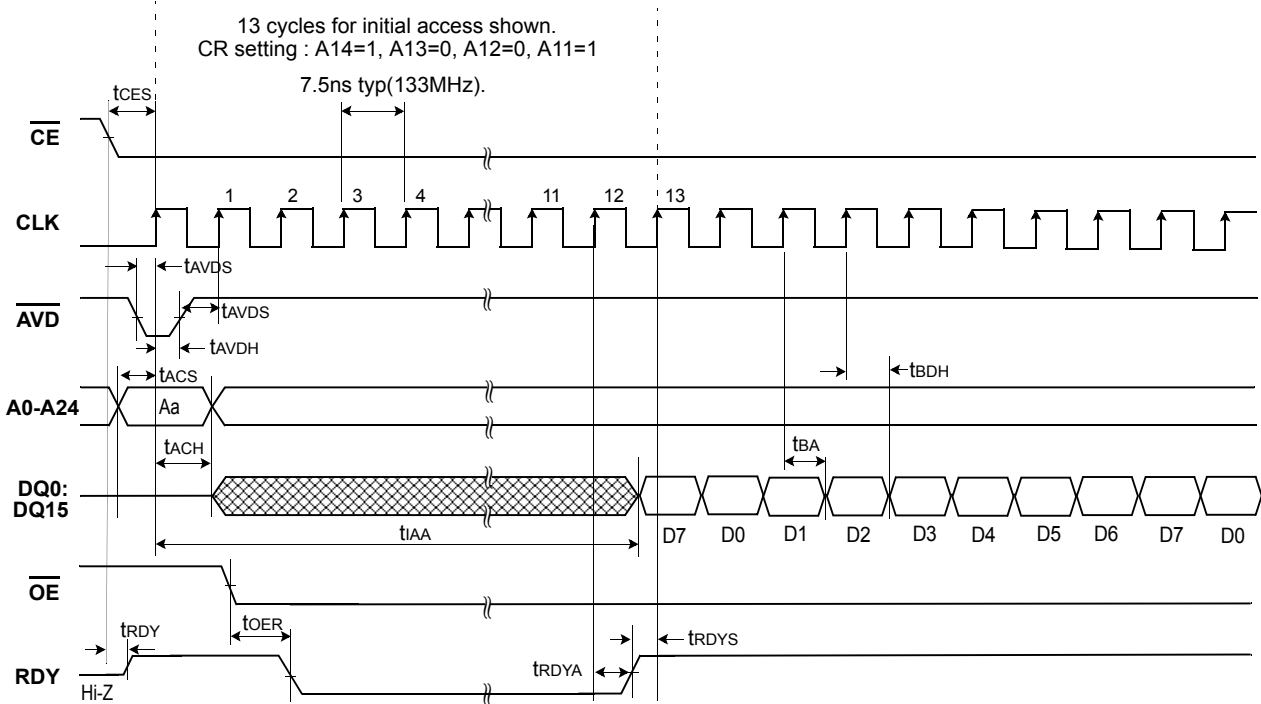 13 cycles for initial access shown.
CR setting : A14=1, A13=0, A12=0, A11=1
7.5ns typ(133MHz).
tCES
CE
CLK
1 2 3 4 11 12 13
tAVDS
AVD
tAVDS
tAVDH
tACS
tBDH
A0-A24
Aa
tACH
tBA
DQ0:
DQ15
tIAA
D7 D0 D1 D2 D3 D4 D5 D6 D7 D0
OE
tRDY
tOER
tRDYS
tRDYA
RDY
Hi-Z